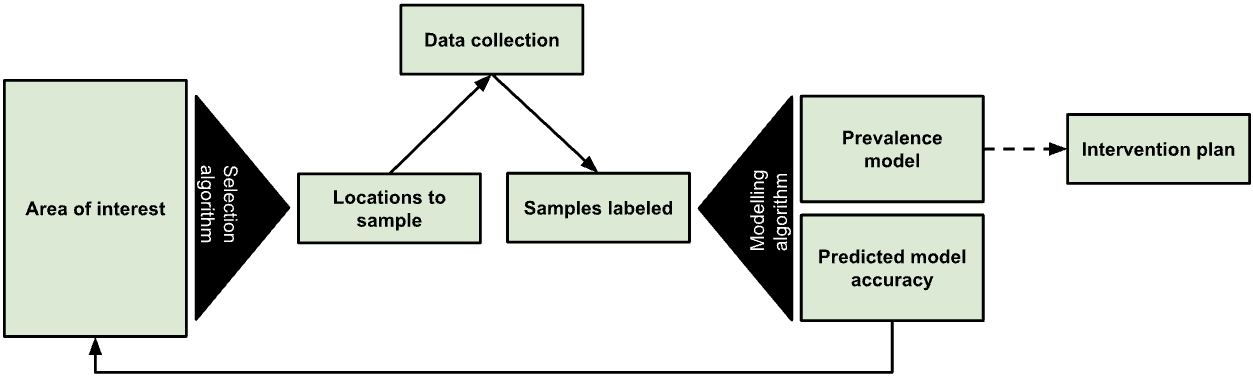 Data collection
Area of interest
Selection
algorithm
Locations to
sample
Samples labeled
Modelling
algorithm
Prevalence
model
Predicted model
accuracy
Intervention plan